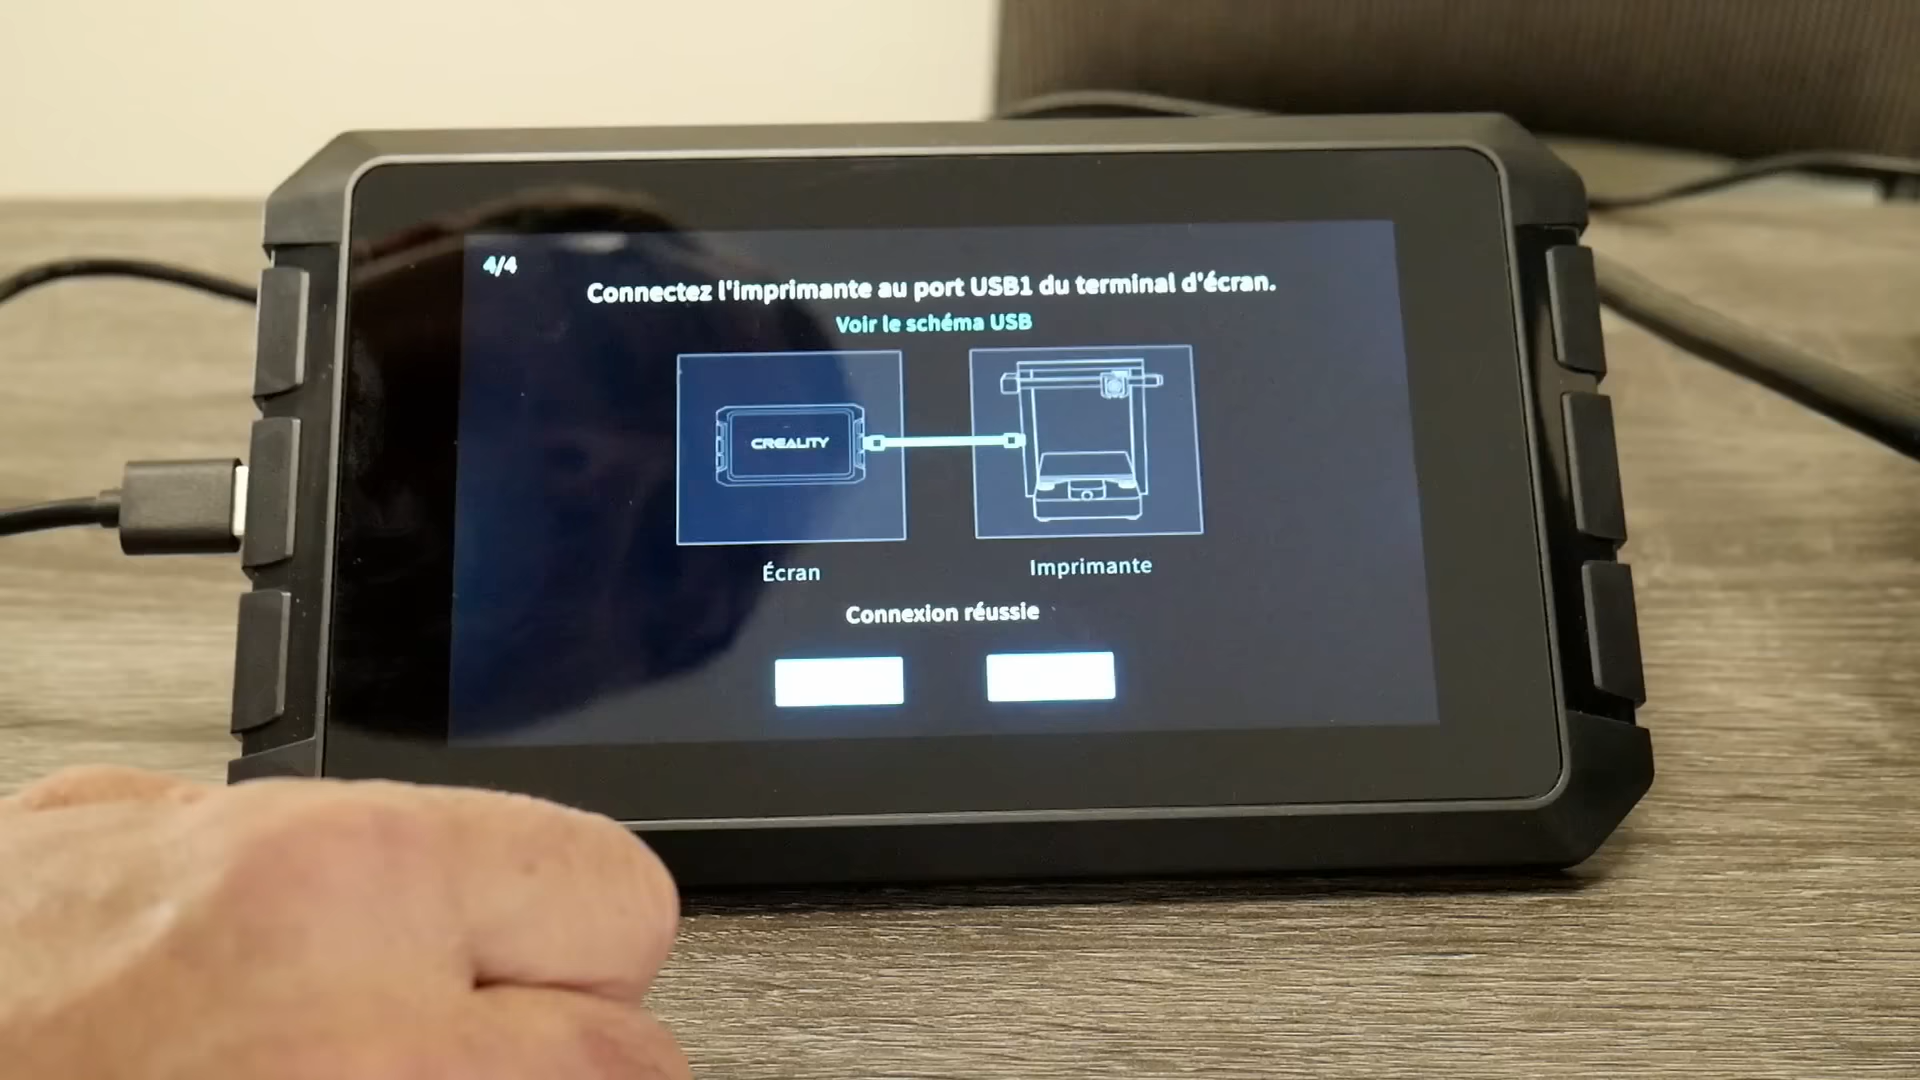 4/4
Connectez l'imprimante au port USB1 du terminal d'écran.
Voir le schéma USB
CREALITY
Écran
Imprimante
Connexion réussie